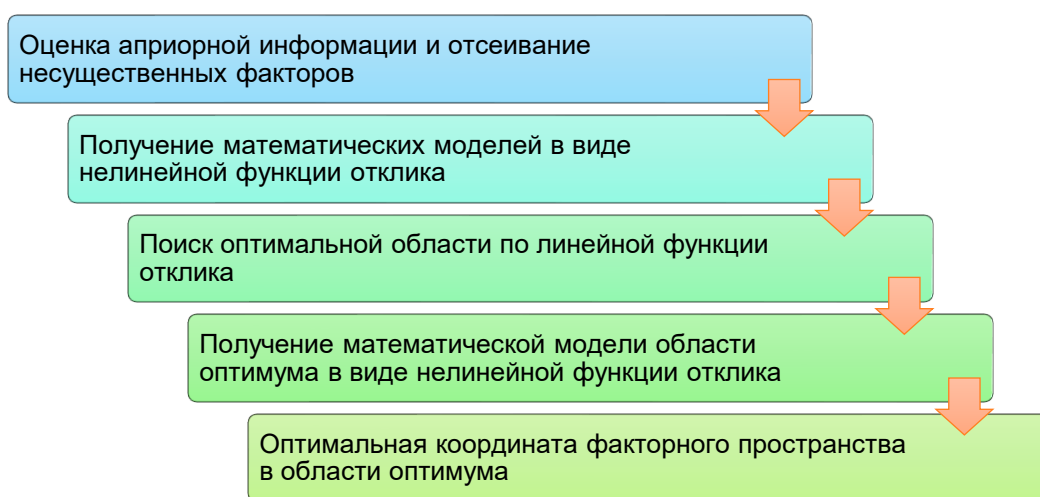 Оценка априорной информации и отсеивание
несущественных факторов
Получение математических моделей в виде
нелинейной функции отклика
Поиск оптимальной области по линейной функции
отклика
Получение математической модели области
оптимума в виде нелинейной функции отклика
Оптимальная координата факторного пространства
в области оптимума